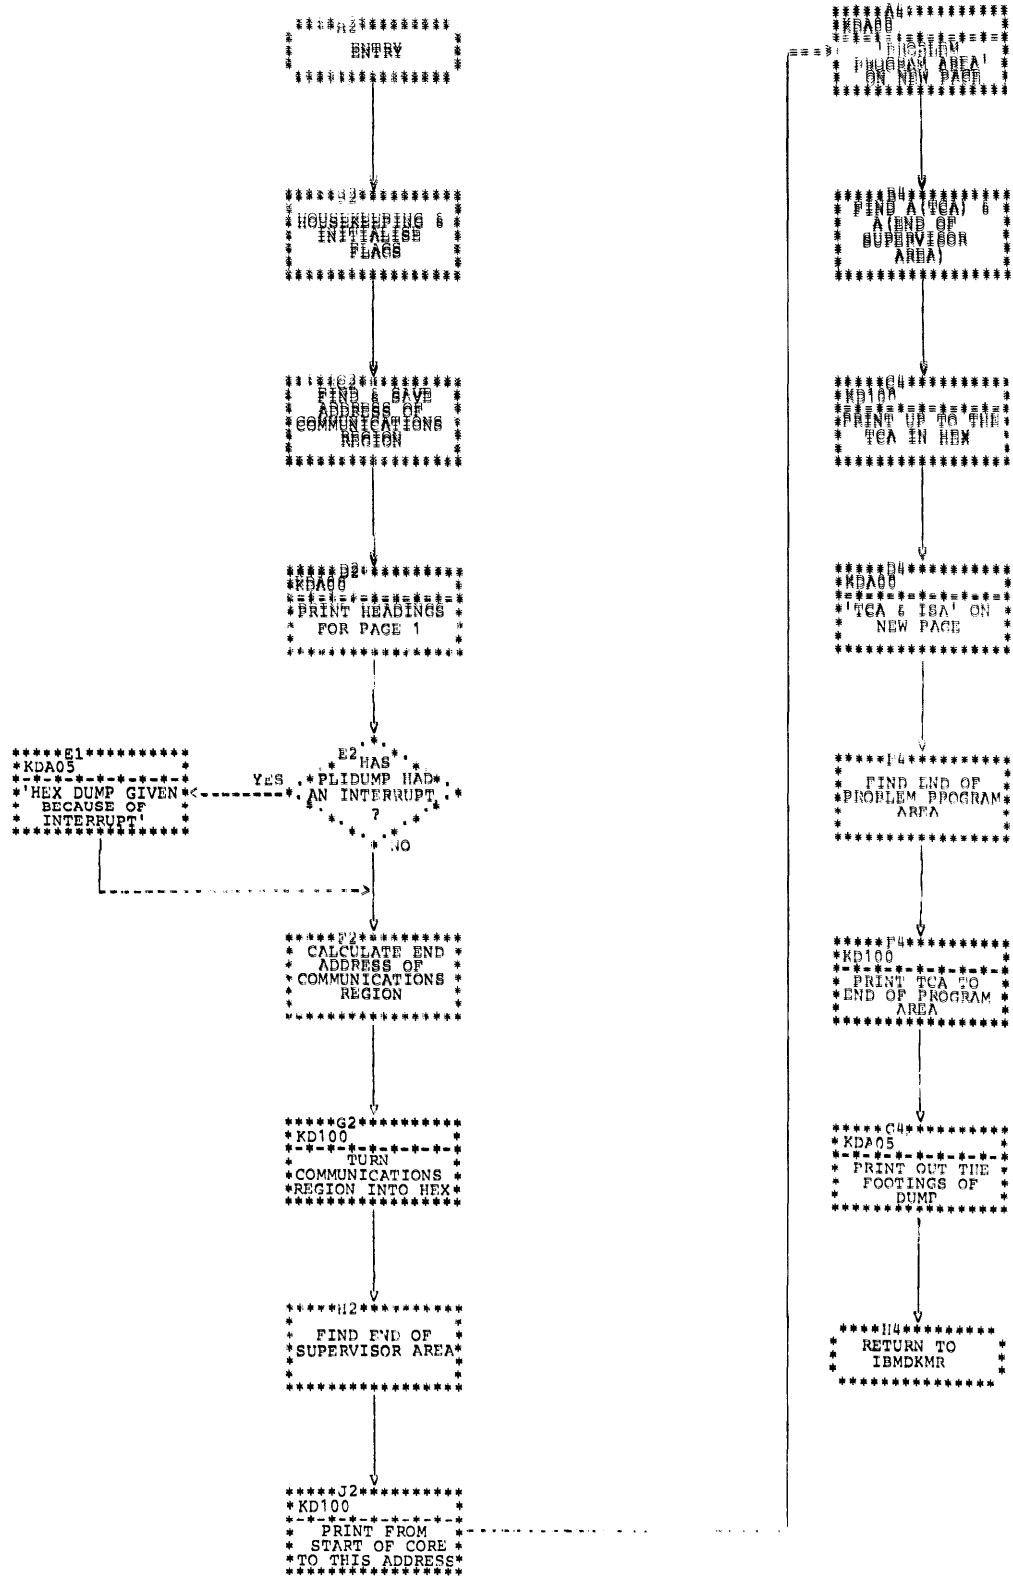 A2
ENTRY
B2
HOUSEKEEPING &
INITIALISE
FLAGS
C2
FIND & SAVE
ADDRESS OF
COMMUNICATIONS
REGION
D2
KDA00
PRINT HEADINGS
FOR PAGE 1
E2
HAS
PLIDUMP HAD
AN INTERRUPT
?
YES
NO
E1
KDA05
'HEX DUMP GIVEN
BECAUSE OF
INTERRUPT'
F2
CALCULATE END
ADDRESS OF
COMMUNICATIONS
REGION
G2
KD100
TURN
COMMUNICATIONS
REGION INTO HEX
H2
FIND END OF
SUPERVISOR AREA
J2
KD100
PRINT FROM
START OF CORE
TO THIS ADDRESS
A4
KDA00
'PROBLEM
PROGRAM AREA'
ON NEW PAGE
B4
FIND A(TCA) &
A(END OF
SUPERVISOR
AREA)
C4
KD100
PRINT UP TO THE
TCA IN HEX
D4
KDA00
'TCA & ISA' ON
NEW PAGE
E4
FIND END OF
PROBLEM PROGRAM
AREA
F4
KD100
PRINT TCA TO
END OF PROGRAM
AREA
G4
KDA05
PRINT OUT THE
FOOTINGS OF
DUMP
H4
RETURN TO
IBMDKMR